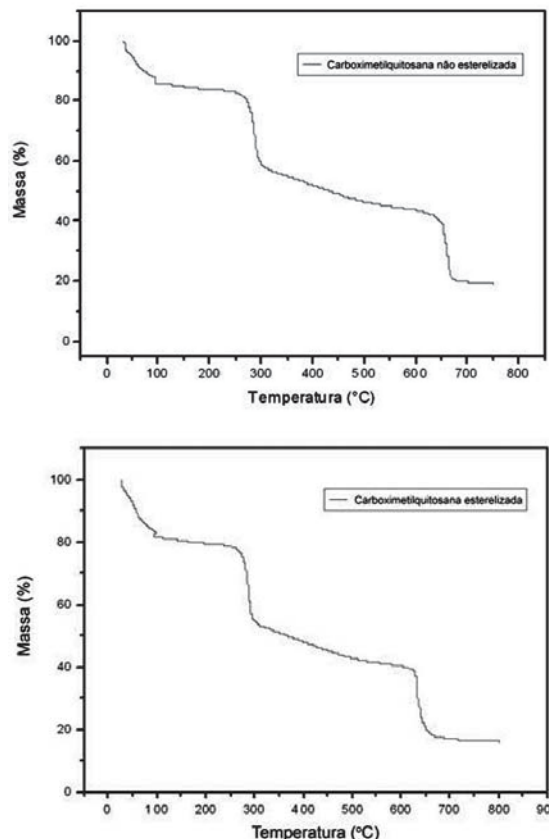 100
80
60
40
20
0
Massa (%)
Carboximetilquitosana não esterelizada
0 100 200 300 400 500 600 700 800
Temperatura (°C)
100
80
60
40
20
0
Massa (%)
Carboximetilquitosana esterelizada
0 100 200 300 400 500 600 700 800 90
Temperatura (ºC)